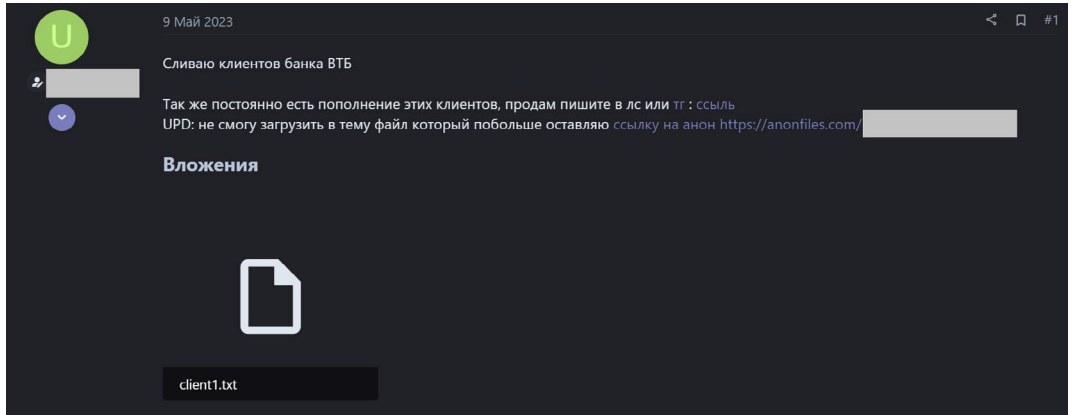 U
9 Май 2023
#1
Сливаю клиентов банка ВТБ
Так же постоянно есть пополнение этих клиентов, продам пишите в лс или тг : ссыль
UPD: не смогу загрузить в тему файл который побольше оставляю ссылку на анон https://anonfiles.com/
Вложения
client1.txt